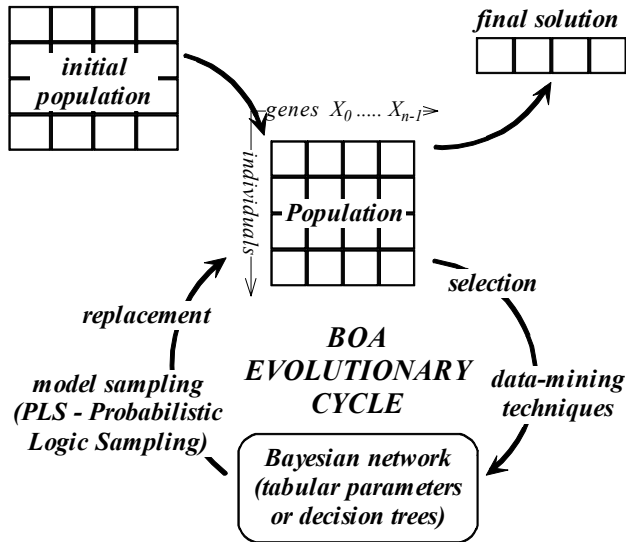 initial
population
final solution
genes X0 ..... Xn-1
individuals
Population
selection
data-mining
techniques
BOA
EVOLUTIONARY
CYCLE
replacement
model sampling
(PLS - Probabilistic
Logic Sampling)
Bayesian network
(tabular parameters
or decision trees)